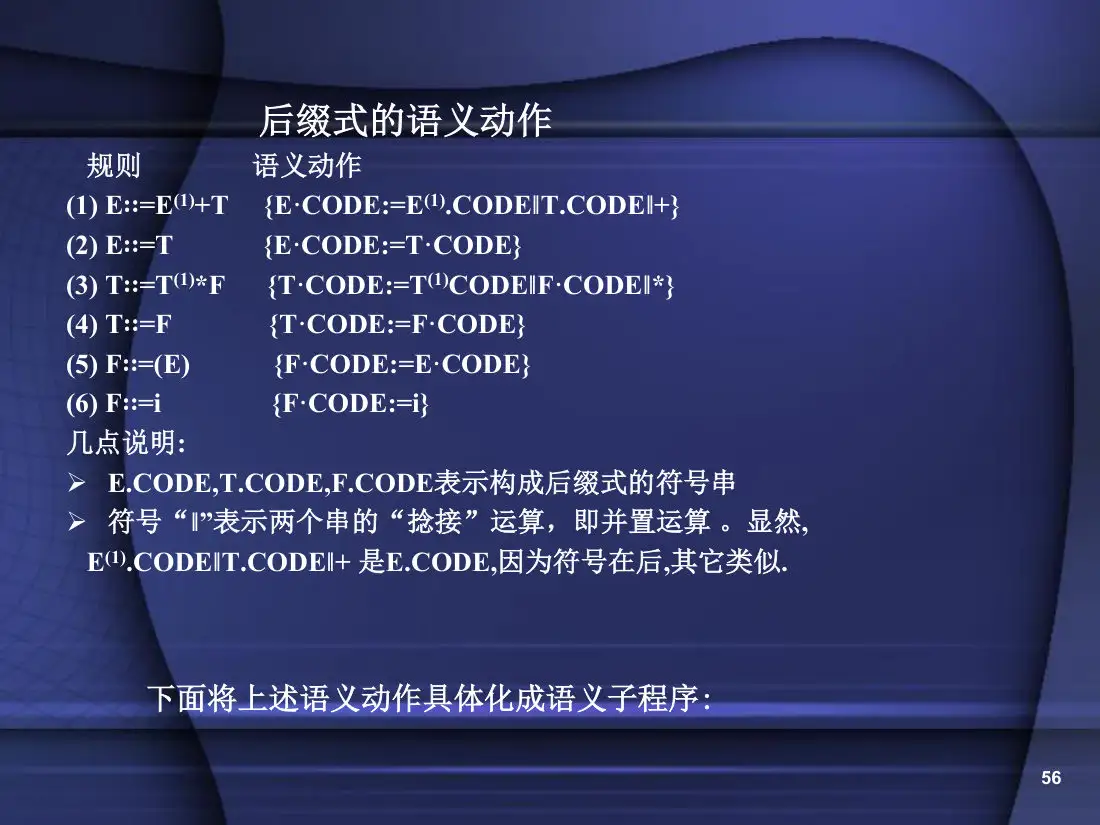 后缀式的语义动作
规则 语义动作
(1) E∷=E⁽¹⁾+T {E·CODE:=E⁽¹⁾.CODE‖T.CODE‖+}
(2) E∷=T {E·CODE:=T·CODE}
(3) T∷=T⁽¹⁾*F {T·CODE:=T⁽¹⁾CODE‖F·CODE‖*}
(4) T∷=F {T·CODE:=F·CODE}
(5) F∷=(E) {F·CODE:=E·CODE}
(6) F∷=i {F·CODE:=i}
几点说明:
➢ E.CODE,T.CODE,F.CODE表示构成后缀式的符号串
➢ 符号“‖”表示两个串的“捻接”运算，即并置运算 。显然,
E⁽¹⁾.CODE‖T.CODE‖+ 是E.CODE,因为符号在后,其它类似.
下面将上述语义动作具体化成语义子程序:
56